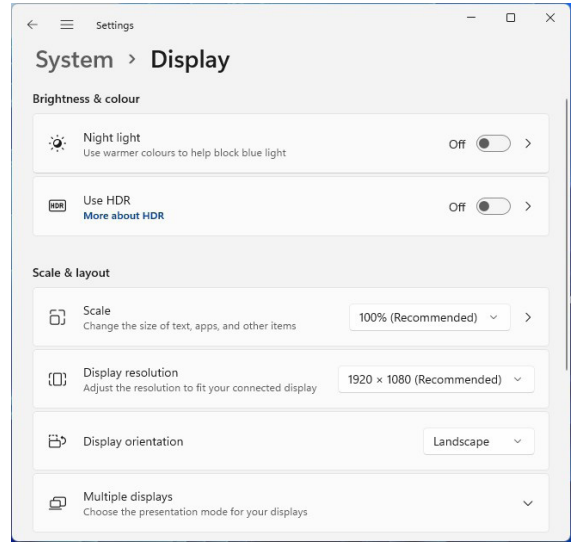 Settings
System > Display
Brightness & colour
Night light
Use warmer colours to help block blue light
Off
HDR
Use HDR
More about HDR
Off
Scale & layout
Scale
Change the size of text, apps, and other items
100% (Recommended)
Display resolution
Adjust the resolution to fit your connected display
1920 × 1080 (Recommended)
Display orientation
Landscape
Multiple displays
Choose the presentation mode for your displays